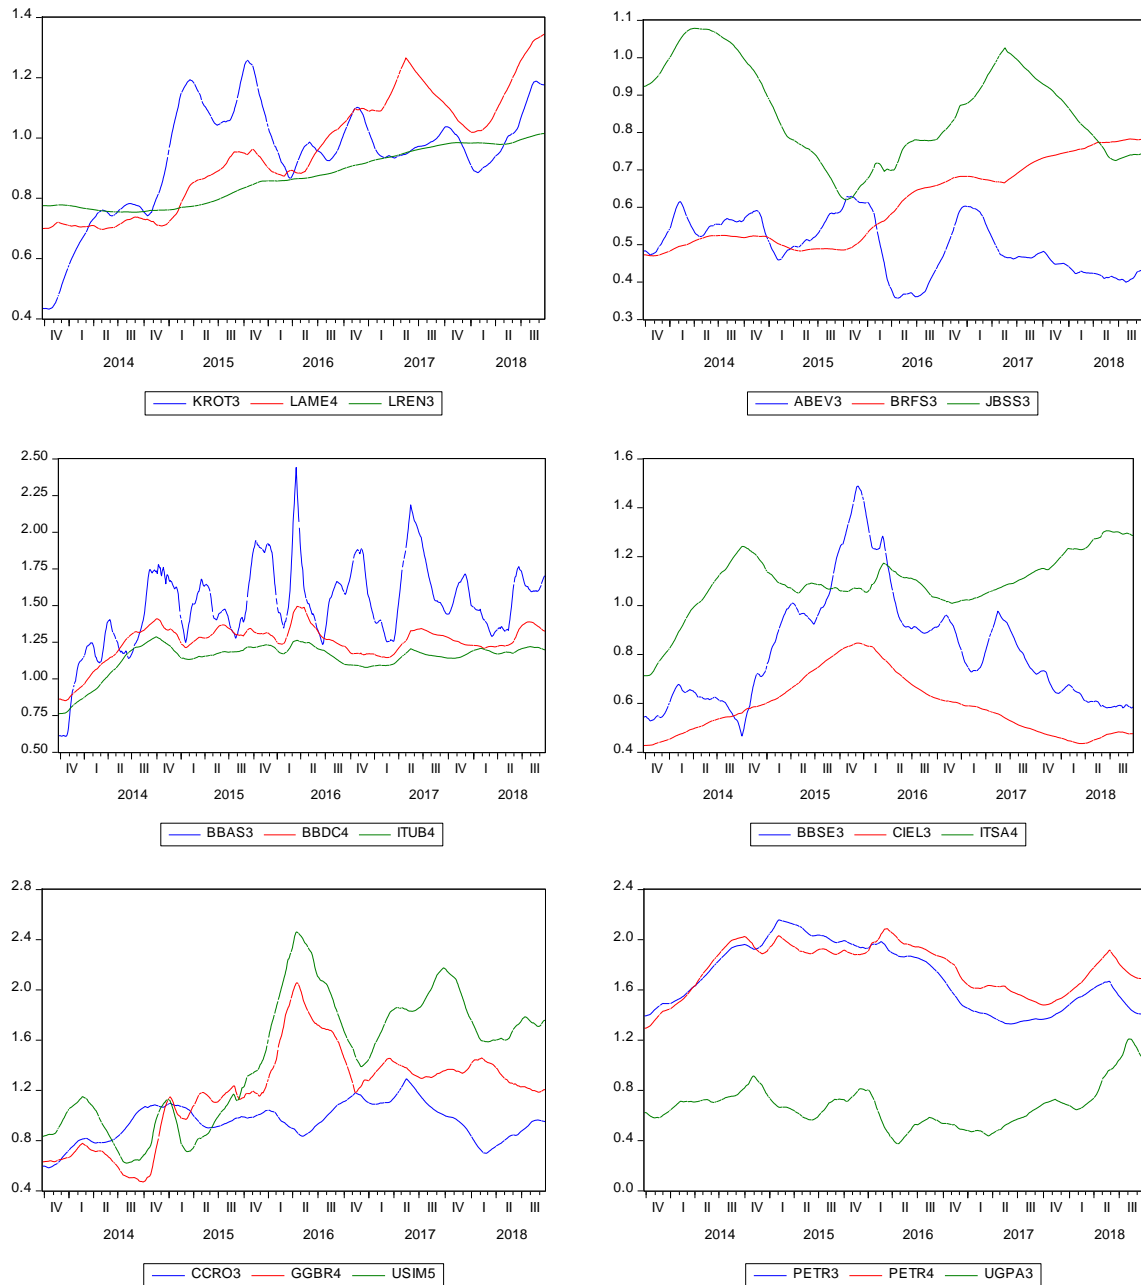 1.4
1.2
1.0
0.8
0.6
0.4
IV I II III IV I II III IV I II III IV I II III IV I II III
2014 2015 2016 2017 2018
KROT3 LAME4 LREN3
1.1
1.0
0.9
0.8
0.7
0.6
0.5
0.4
0.3
IV I II III IV I II III IV I II III IV I II III IV I II III
2014 2015 2016 2017 2018
ABEV3 BRFS3 JBSS3
2.50
2.25
2.00
1.75
1.50
1.25
1.00
0.75
0.50
IV I II III IV I II III IV I II III IV I II III IV I II III
2014 2015 2016 2017 2018
BBAS3 BBDC4 ITUB4
1.6
1.4
1.2
1.0
0.8
0.6
0.4
IV I II III IV I II III IV I II III IV I II III IV I II III
2014 2015 2016 2017 2018
BBSE3 CIEL3 ITSA4
2.8
2.4
2.0
1.6
1.2
0.8
0.4
IV I II III IV I II III IV I II III IV I II III IV I II III
2014 2015 2016 2017 2018
CCRO3 GGBR4 USIM5
2.4
2.0
1.6
1.2
0.8
0.4
0.0
IV I II III IV I II III IV I II III IV I II III IV I II III
2014 2015 2016 2017 2018
PETR3 PETR4 UGPA3